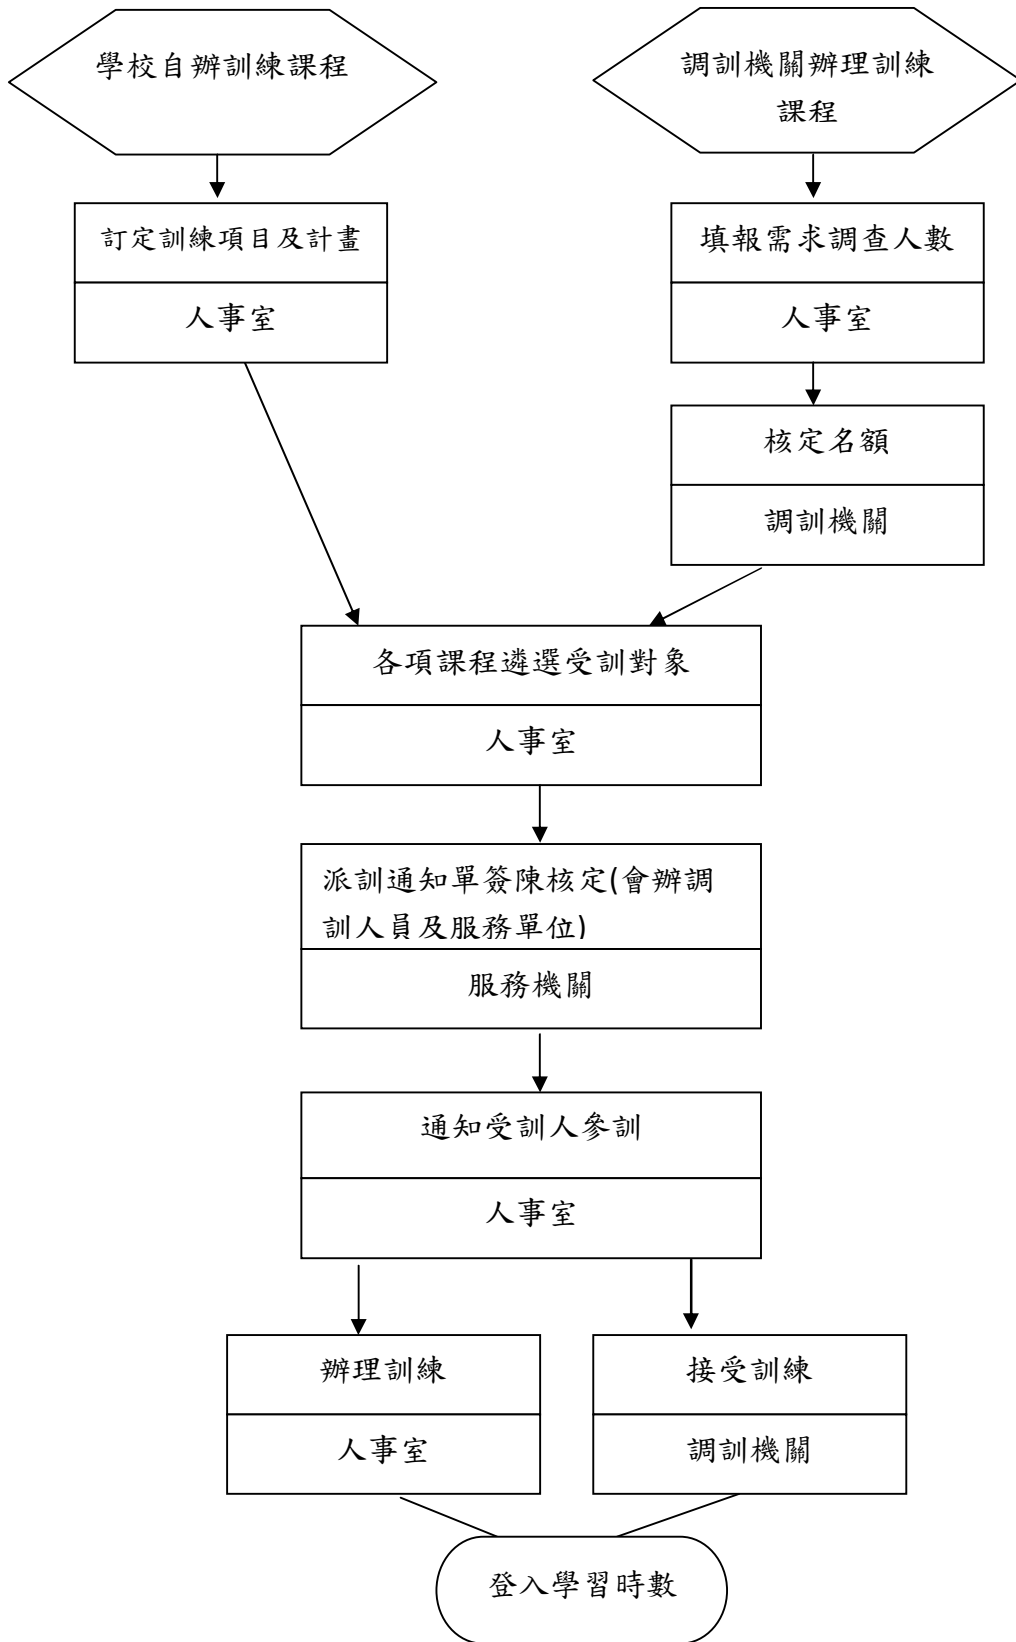 學校自辦訓練課程
調訓機關辦理訓練
課程
訂定訓練項目及計畫
人事室
填報需求調查人數
人事室
核定名額
調訓機關
各項課程遴選受訓對象
人事室
派訓通知單簽陳核定(會辦調
訓人員及服務單位)
服務機關
通知受訓人參訓
人事室
辦理訓練
人事室
接受訓練
調訓機關
登入學習時數